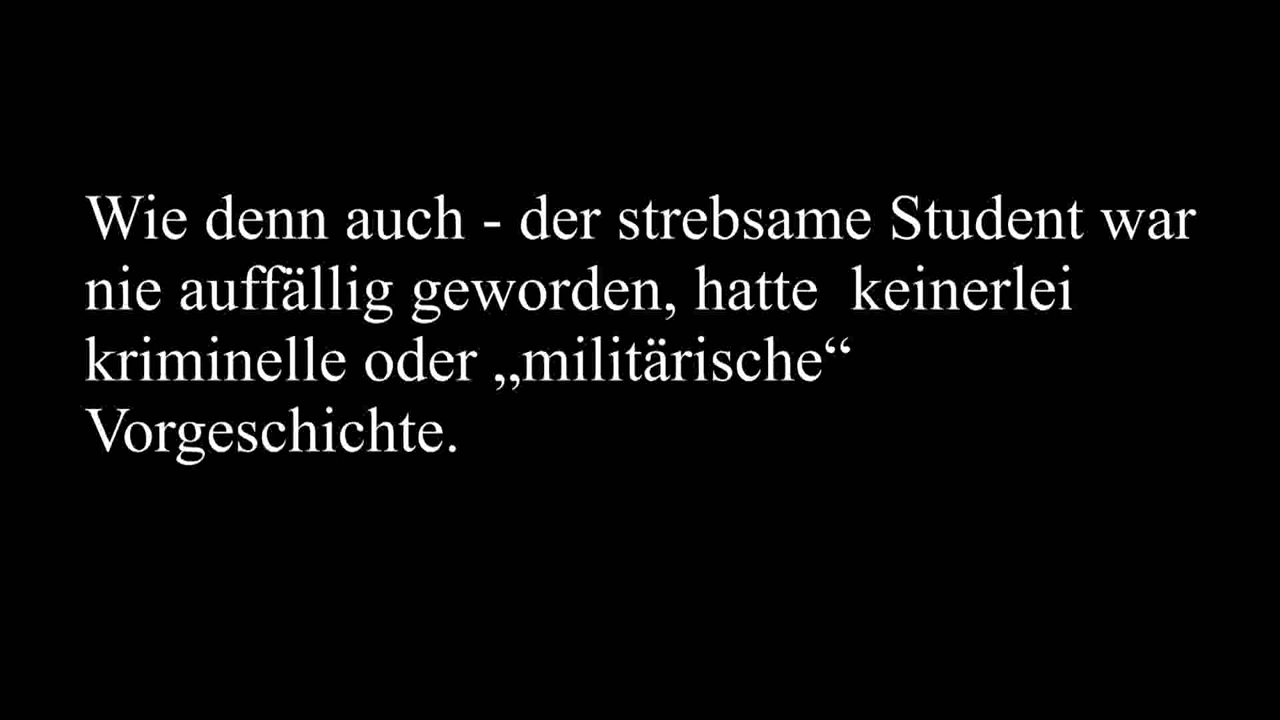 Wie denn auch - der strebsame Student war
nie auffällig geworden, hatte  keinerlei
kriminelle oder „militärische“
Vorgeschichte.